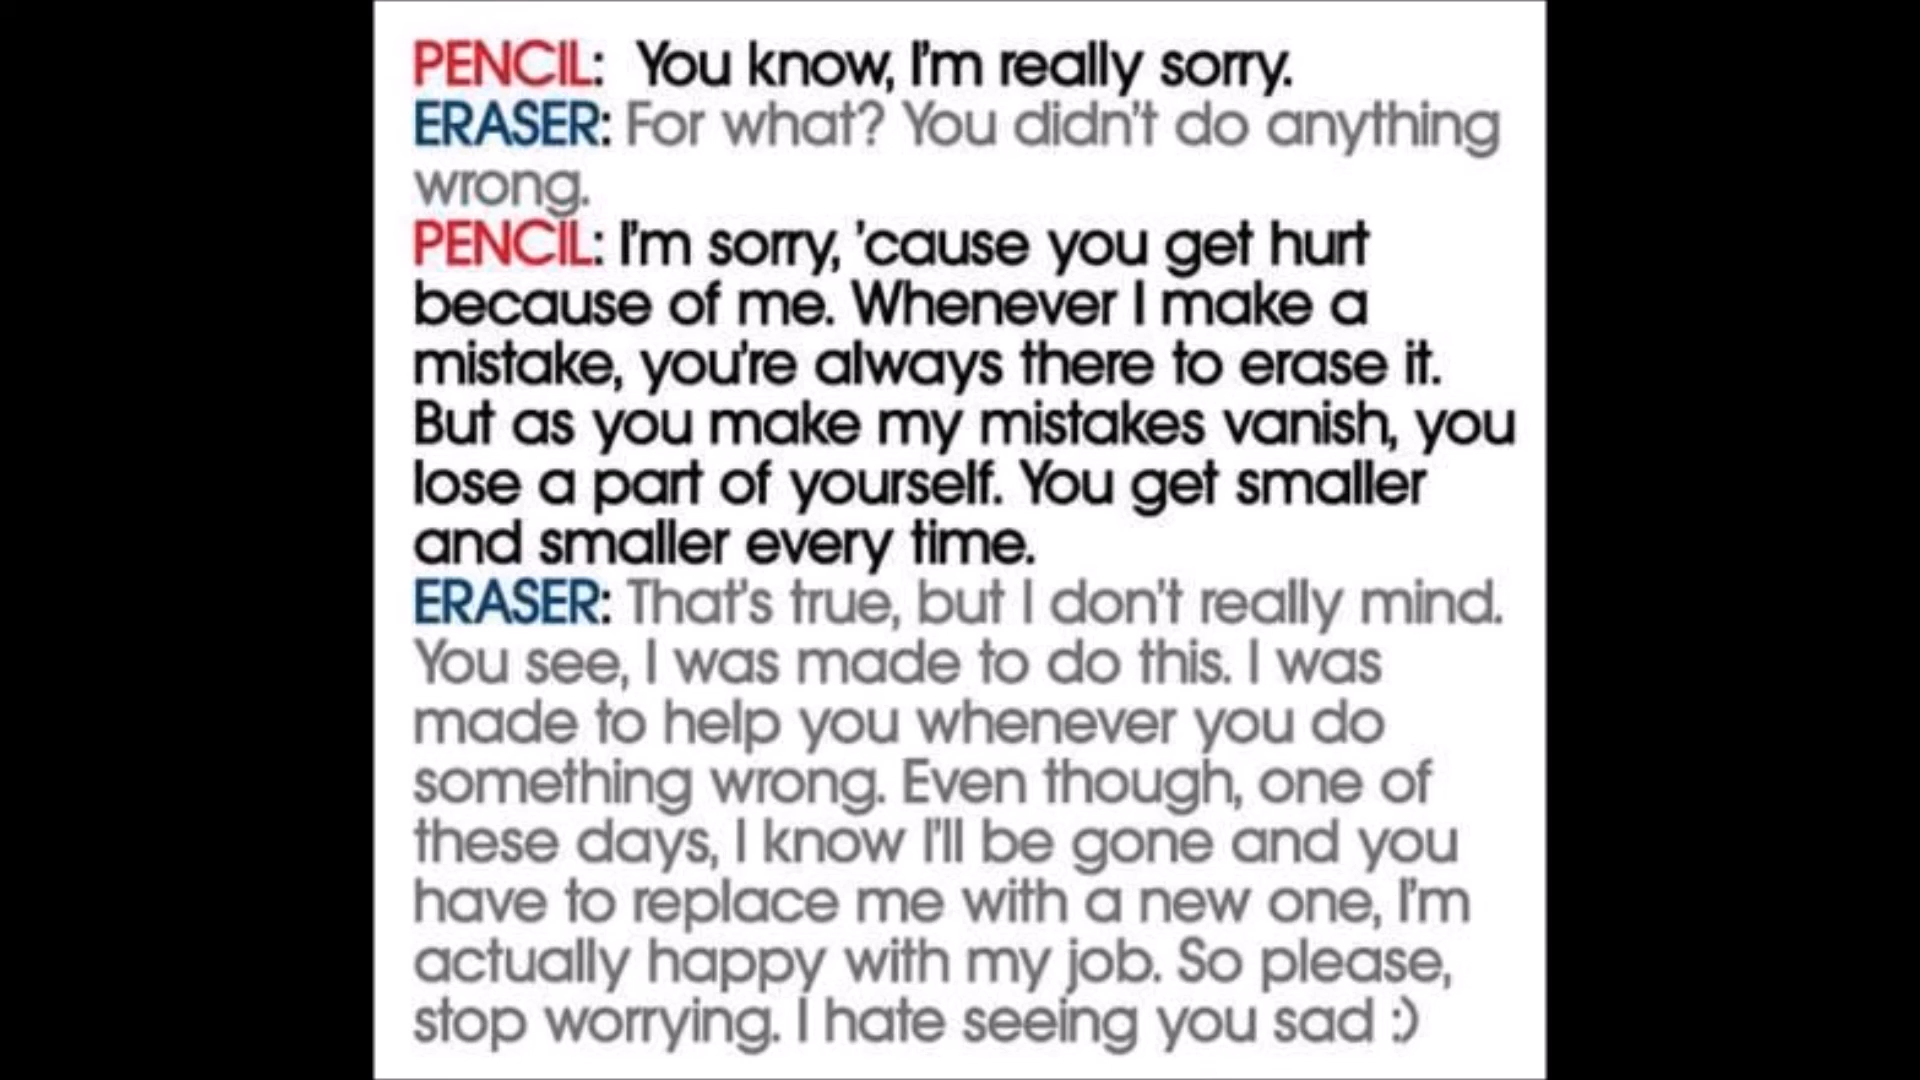 PENCIL: You know, I'm really sorry.
ERASER: For what? You didn't do anything
wrong.
PENCIL: I'm sorry, 'cause you get hurt
because of me. Whenever I make a
mistake, you're always there to erase it.
But as you make my mistakes vanish, you
lose a part of yourself. You get smaller
and smaller every time.
ERASER: That's true, but I don't really mind.
You see, I was made to do this. I was
made to help you whenever you do
something wrong. Even though, one of
these days, I know I'll be gone and you
have to replace me with a new one, I'm
actually happy with my job. So please,
stop worrying. I hate seeing you sad :)